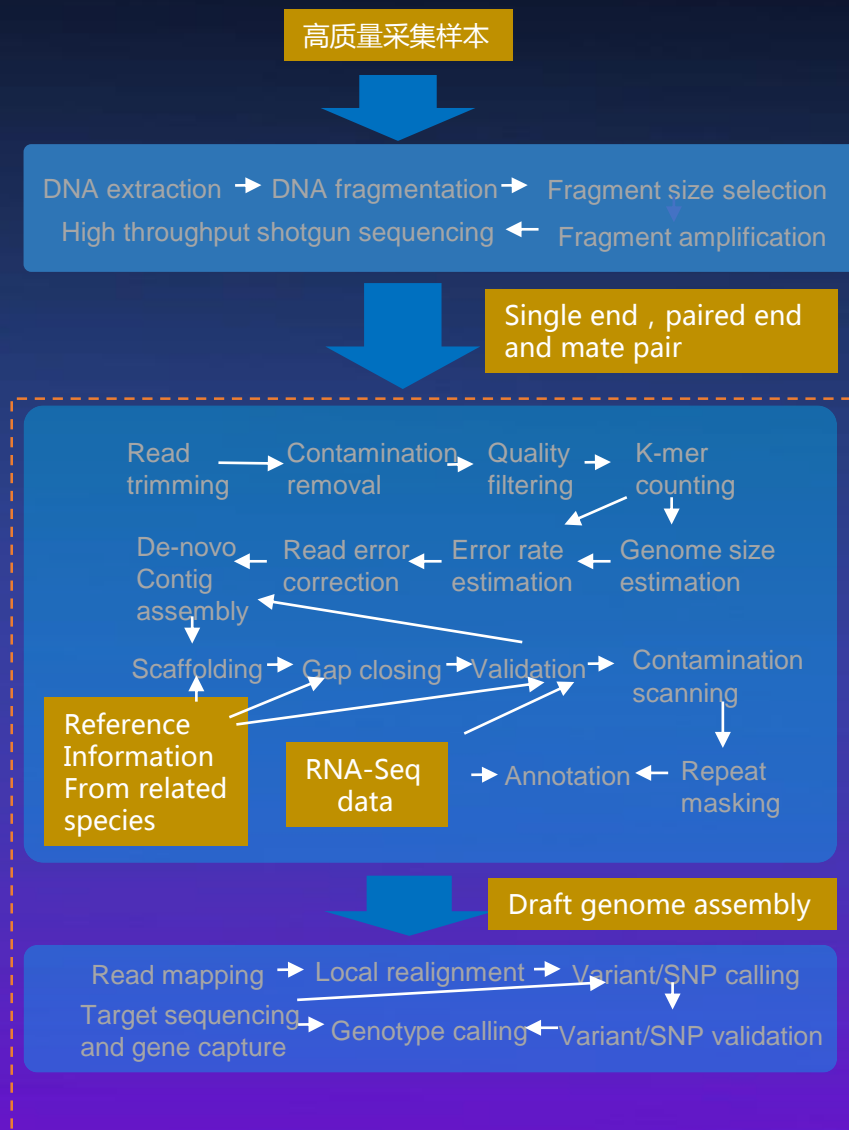 高质量采集样本
DNA extraction
DNA fragmentation
Fragment size selection
High throughput shotgun sequencing
Fragment amplification
Single end , paired end
and mate pair
Read
trimming
Contamination
removal
Quality
filtering
K-mer
counting
De-novo
Contig
assembly
Read error
correction
Error rate
estimation
Genome size
estimation
Scaffolding
Gap closing
Validation
Contamination
scanning
Reference
Information
From related
species
RNA-Seq
data
Annotation
Repeat
masking
Draft genome assembly
Read mapping
Local realignment
Variant/SNP calling
Target sequencing
and gene capture
Genotype calling
Variant/SNP validation